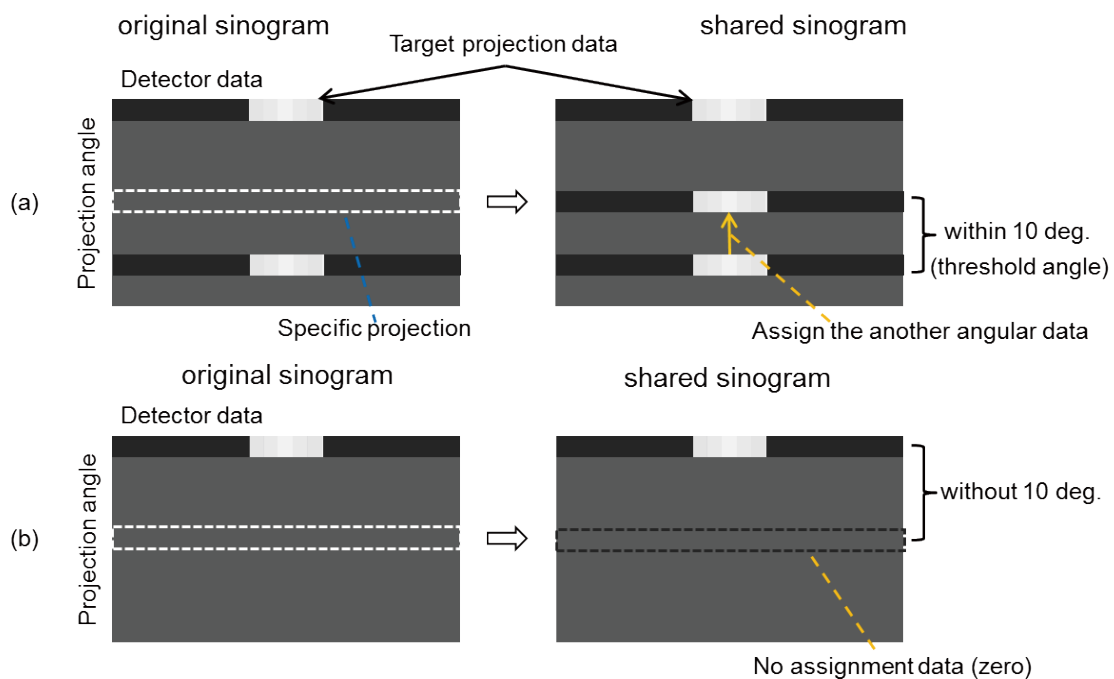 original sinogram
shared sinogram
Target projection data
Detector data
Projection angle
(a)
within 10 deg.
(threshold angle)
Specific projection
Assign the another angular data
original sinogram
shared sinogram
Detector data
Projection angle
(b)
without 10 deg.
No assignment data (zero)